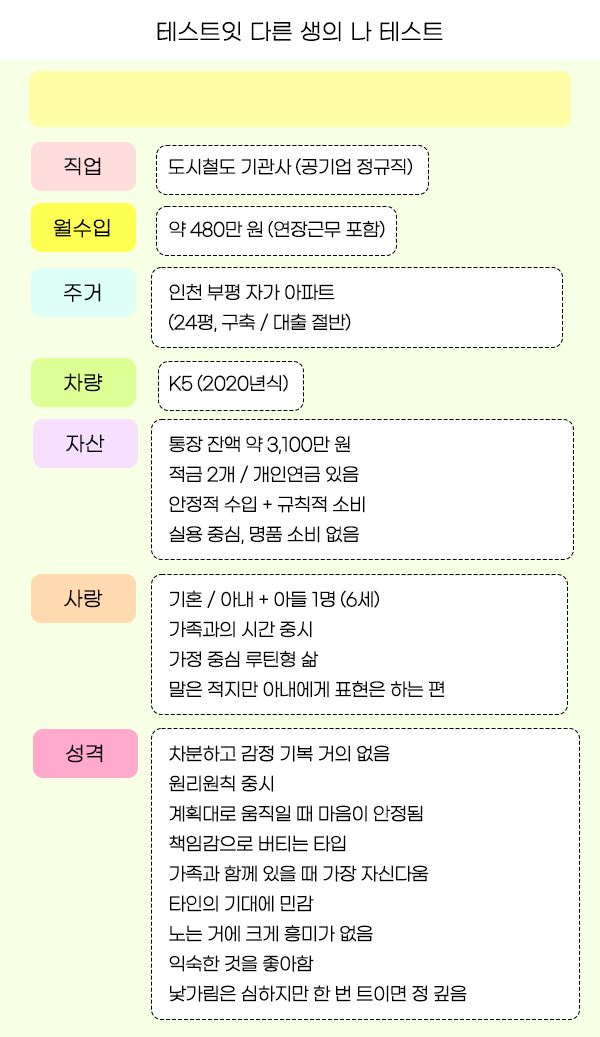 테스트잇 다른 생의 나 테스트
직업
도시철도 기관사 (공기업 정규직)
월수입
약 480만 원 (연장근무 포함)
주거
인천 부평 자가 아파트
(24평, 구축 / 대출 절반)
차량
K5 (2020년식)
자산
통장 잔액 약 3,100만 원
적금 2개 / 개인연금 있음
안정적 수입 + 규칙적 소비
실용 중심, 명품 소비 없음
사랑
기혼 / 아내 + 아들 1명 (6세)
가족과의 시간 중시
가정 중심 루틴형 삶
말은 적지만 아내에게 표현은 하는 편
성격
차분하고 감정 기복 거의 없음
원리원칙 중시
계획대로 움직일 때 마음이 안정됨
책임감으로 버티는 타입
가족과 함께 있을 때 가장 자신다움
타인의 기대에 민감
노는 거에 크게 흥미가 없음
익숙한 것을 좋아함
낯가림은 심하지만 한 번 트이면 정 깊음